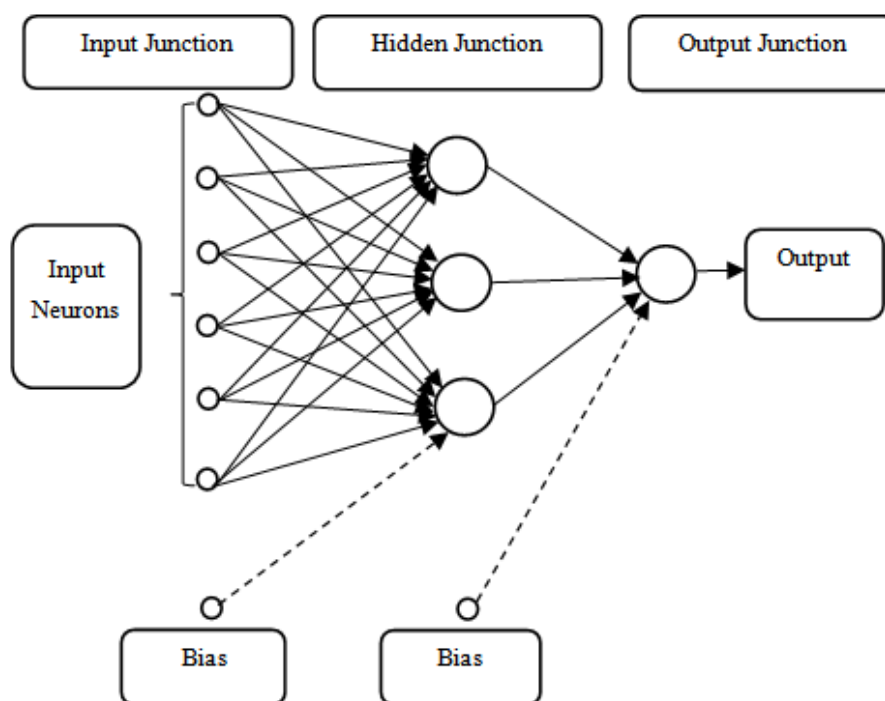 Input Junction
Hidden Junction
Output Junction
Input
Neurons
Output
Bias
Bias